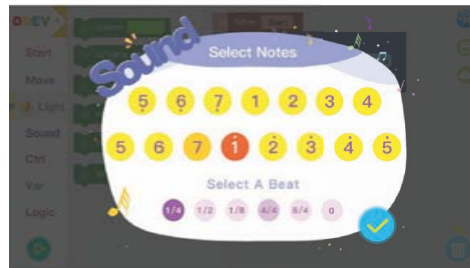 ODEV
Start
Select Notes
Start
Sound
Move
5̣ 6̣ 7̣ 1 2 3 4
Light
Sound
5 6 7 1̇ 2̇ 3̇ 4̇ 5̇
Ctrl
Select A Beat
Var
1/4 1/2 1/8 4/4 8/4 0
Logic